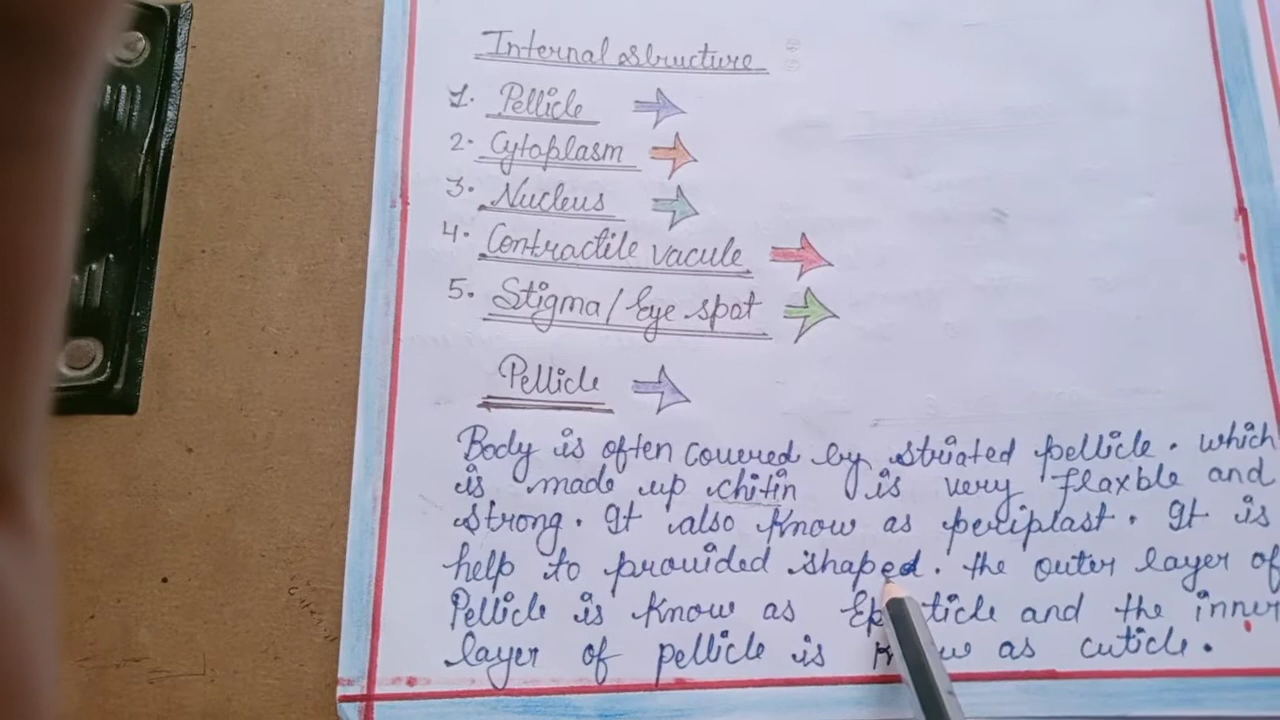 Internal structure
1. Pellicle
2. Cytoplasm
3. Nucleus
4. Contractile vacule
5. Stigma/Eye spot
Pellicle
Body is often covered by striated pellicle. which
is made up chitin is very flaxble and
strong. It also know as periplast. It is
help to provided shaped. the outer layer of
Pellicle is know as and the inner
layer of pellicle is as cuticle.